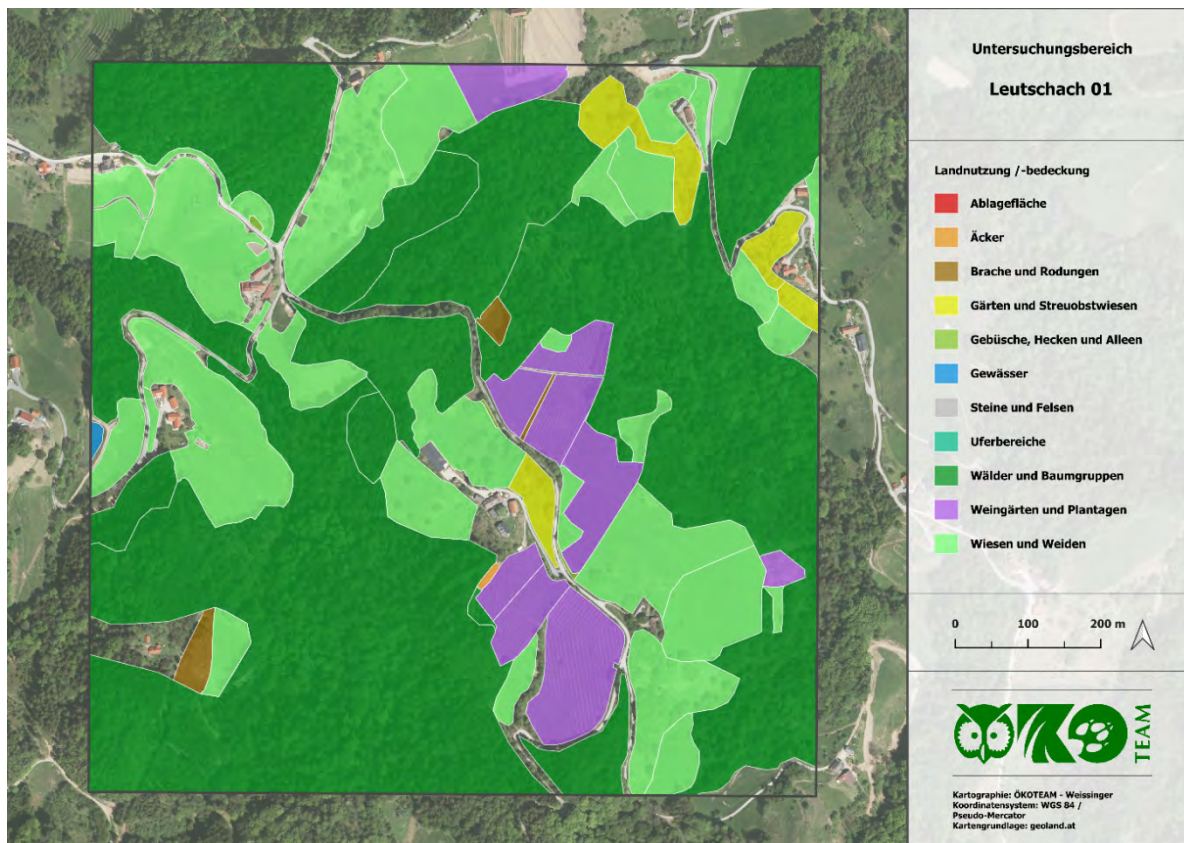 Untersuchungsbereich
Leutschach 01
Landnutzung /-bedeckung
Ablagefläche
Äcker
Brache und Rodungen
Gärten und Streuobstwiesen
Gebüsche, Hecken und Alleen
Gewässer
Steine und Felsen
Uferbereiche
Wälder und Baumgruppen
Weingärten und Plantagen
Wiesen und Weiden
0 100 200 m
ÖKO TEAM
Kartographie: ÖKOTEAM - Weissinger
Koordinatensystem: WGS 84 /
Pseudo-Mercator
Kartengrundlage: geoland.at